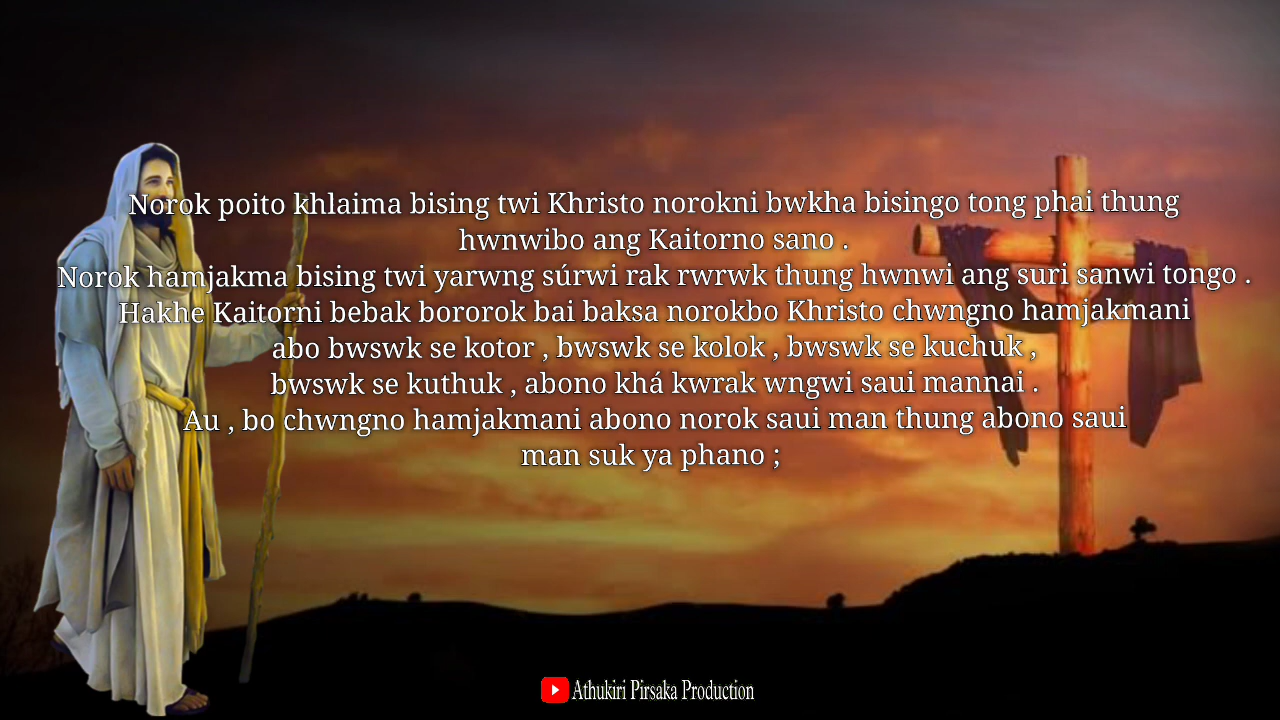 Norok poito khlaima bising twi Khristo norokni bwkha bisingo tong phai thung
hwnwibo ang Kaitorno sano .
Norok hamjakma bising twi yarwng súrwi rak rwrwk thung hwnwi ang suri sanwi tongo .
Hakhe Kaitorni bebak bororok bai baksa norokbo Khristo chwngno hamjakmani
abo bwswk se kotor , bwswk se kolok , bwswk se kuchuk ,
bwswk se kuthuk , abono khá kwrak wngwi saui mannai .
Au , bo chwngno hamjakmani abono norok saui man thung abono saui
man suk ya phano ;
Athukiri Pirsaka Production